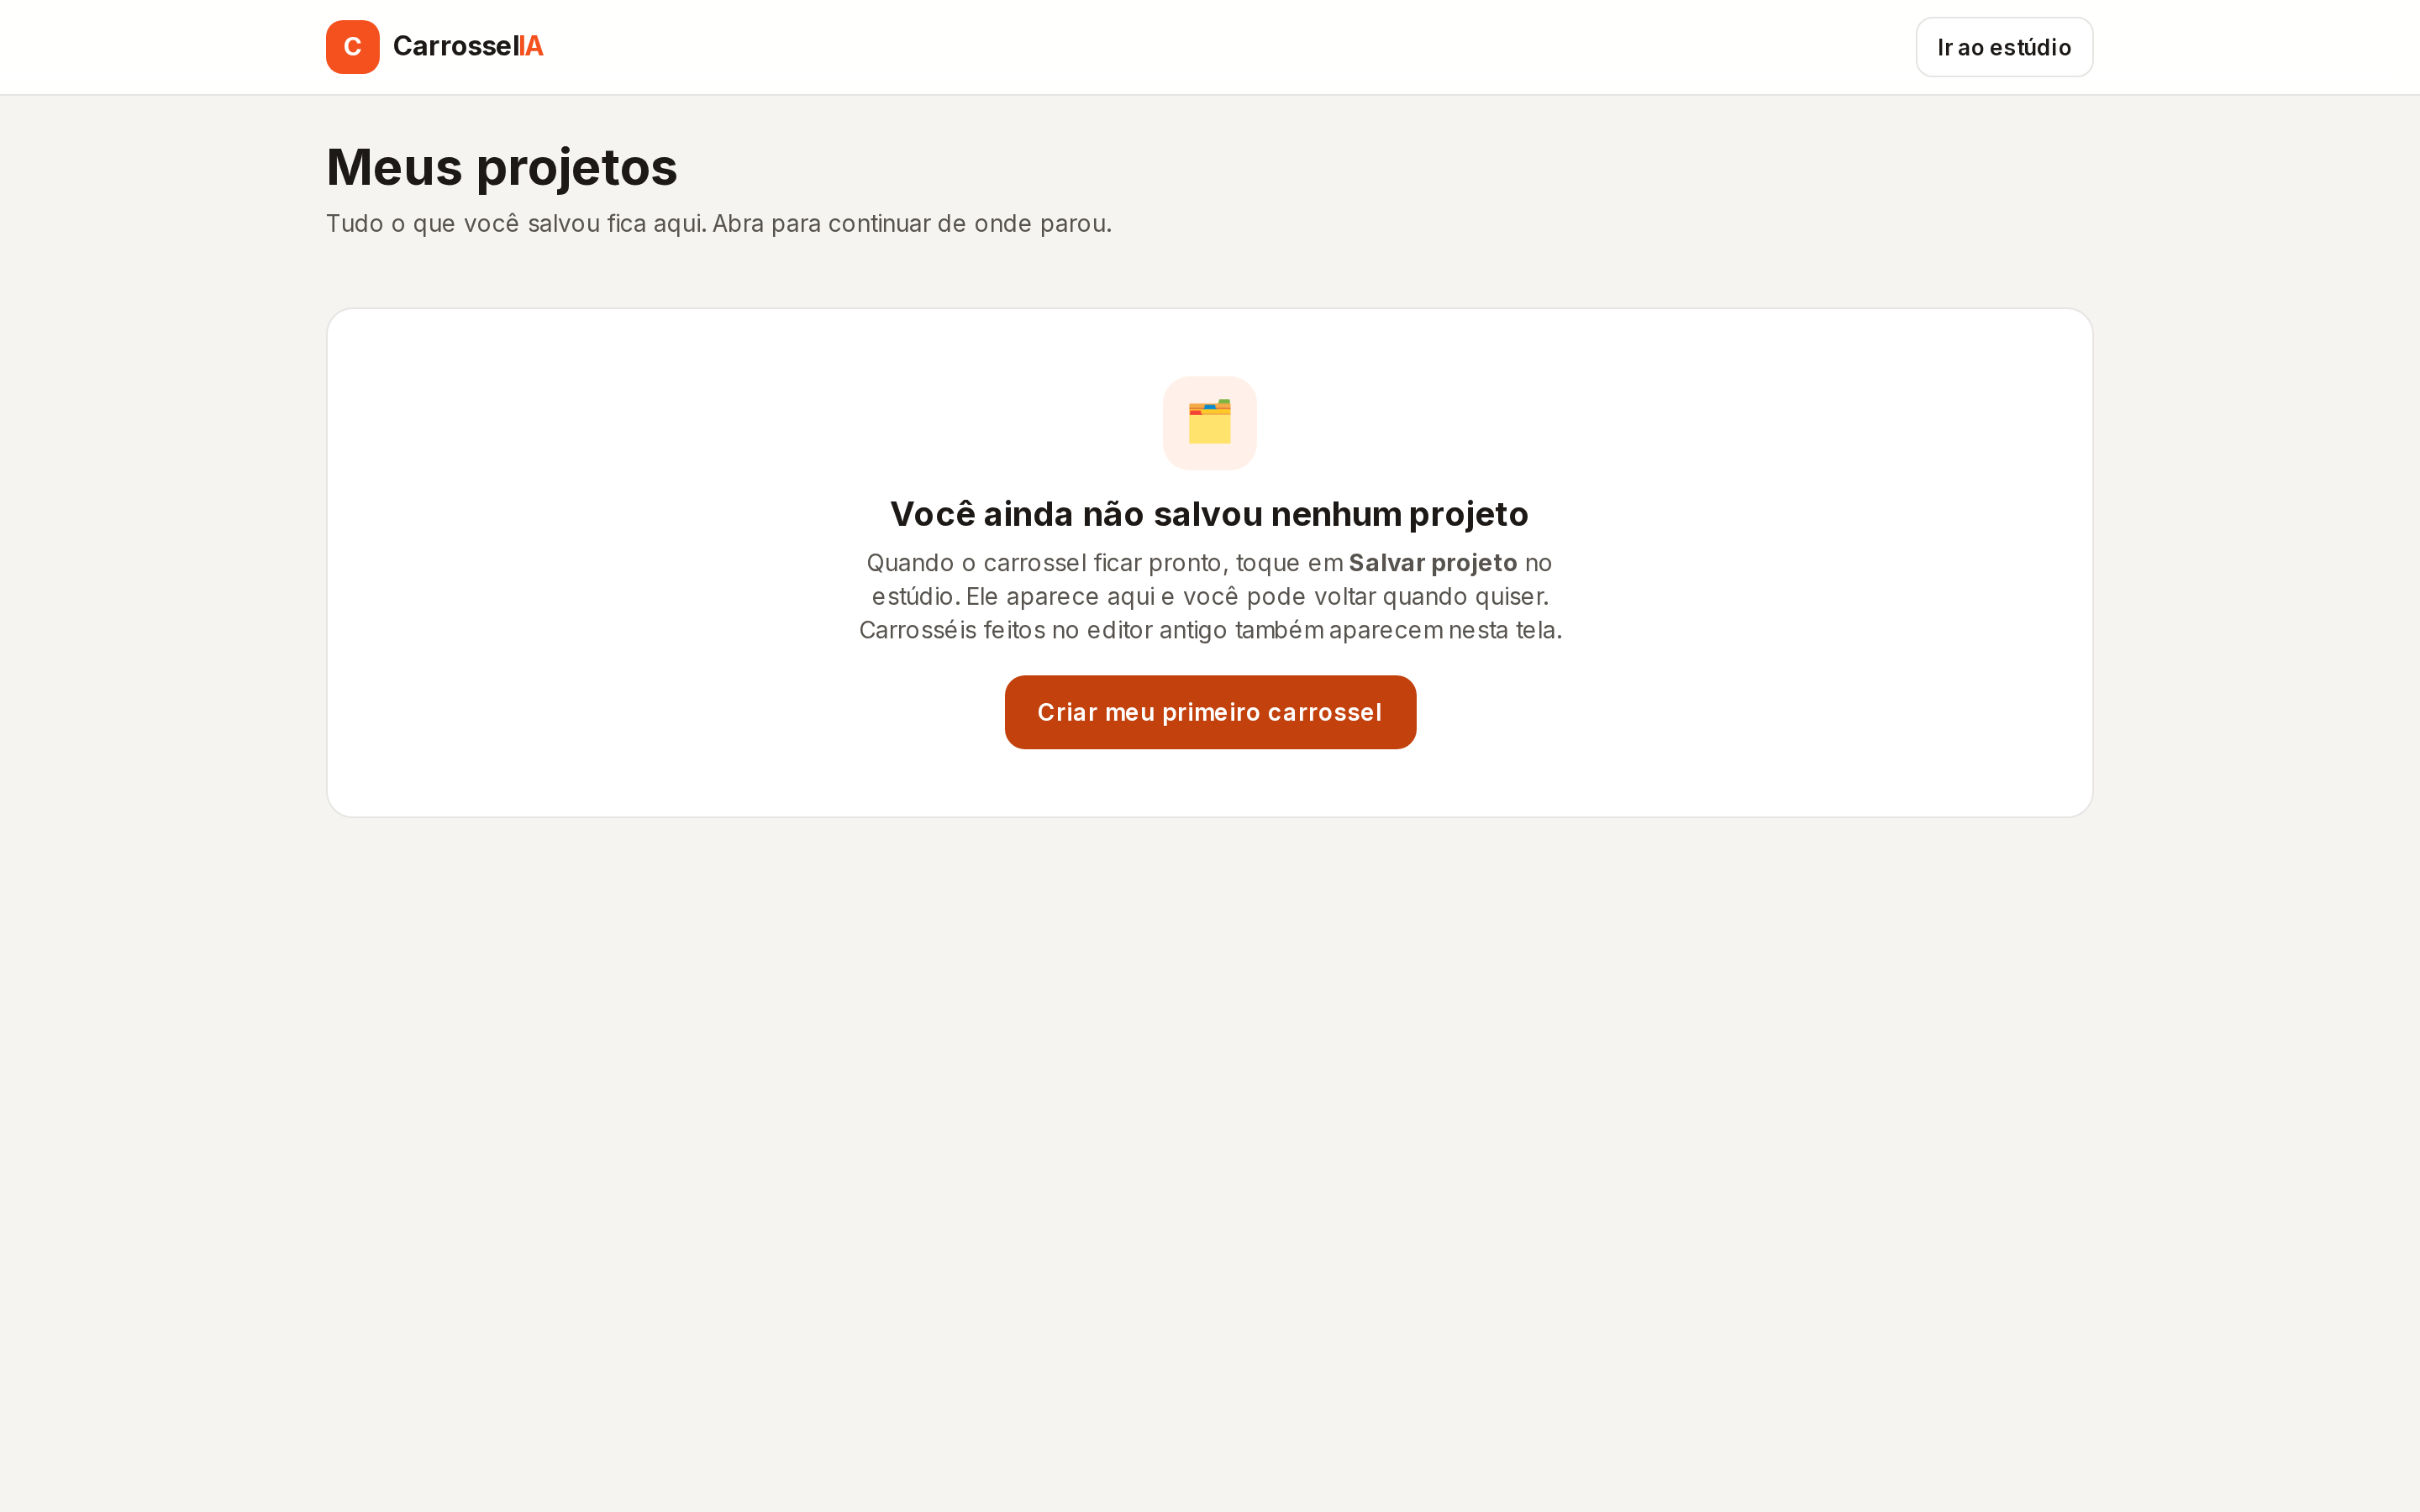 C CarrosselIA
Ir ao estúdio
Meus projetos
Tudo o que você salvou fica aqui. Abra para continuar de onde parou.
Você ainda não salvou nenhum projeto
Quando o carrossel ficar pronto, toque em Salvar projeto no
estúdio. Ele aparece aqui e você pode voltar quando quiser.
Carrosséis feitos no editor antigo também aparecem nesta tela.
Criar meu primeiro carrossel